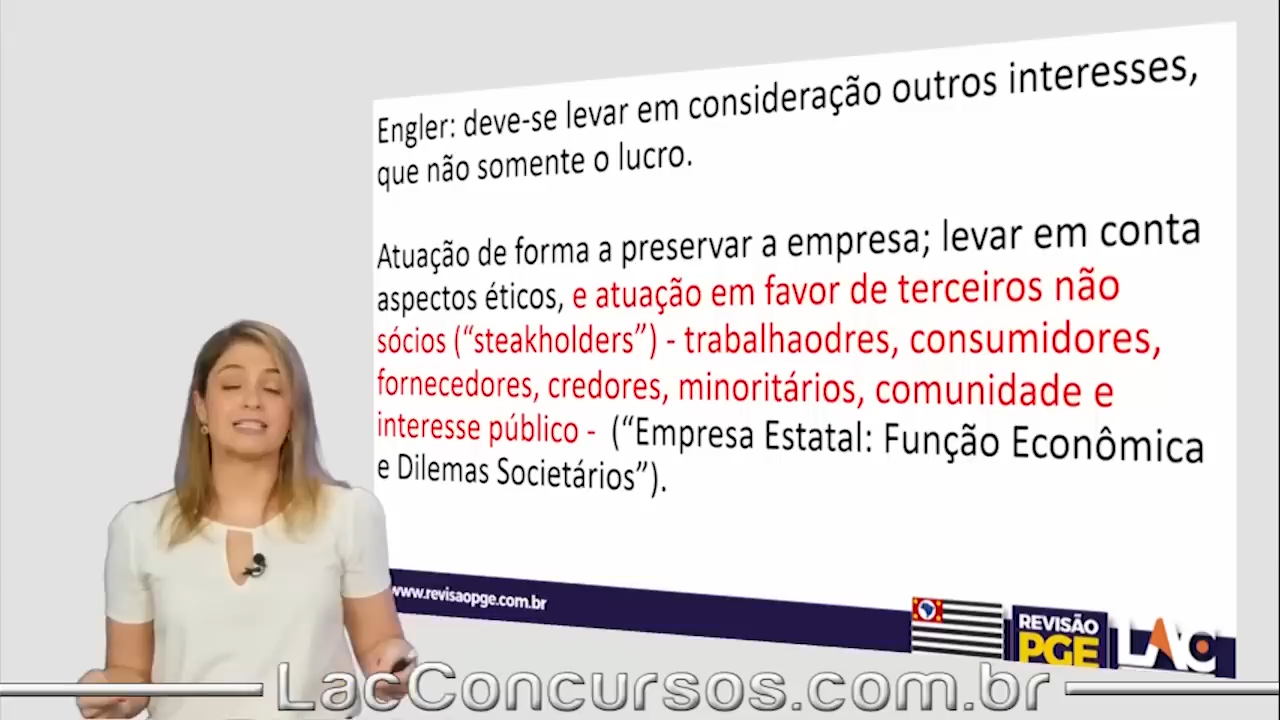 Engler: deve-se levar em consideração outros interesses,
que não somente o lucro.
Atuação de forma a preservar a empresa; levar em conta
aspectos éticos, e atuação em favor de terceiros não
sócios (“steakholders”) - trabalhaodres, consumidores,
fornecedores, credores, minoritários, comunidade e
interesse público - (“Empresa Estatal: Função Econômica
e Dilemas Societários”).
www.revisaopge.com.br
REVISÃO
PGE
LAC
LacConcursos.com.br